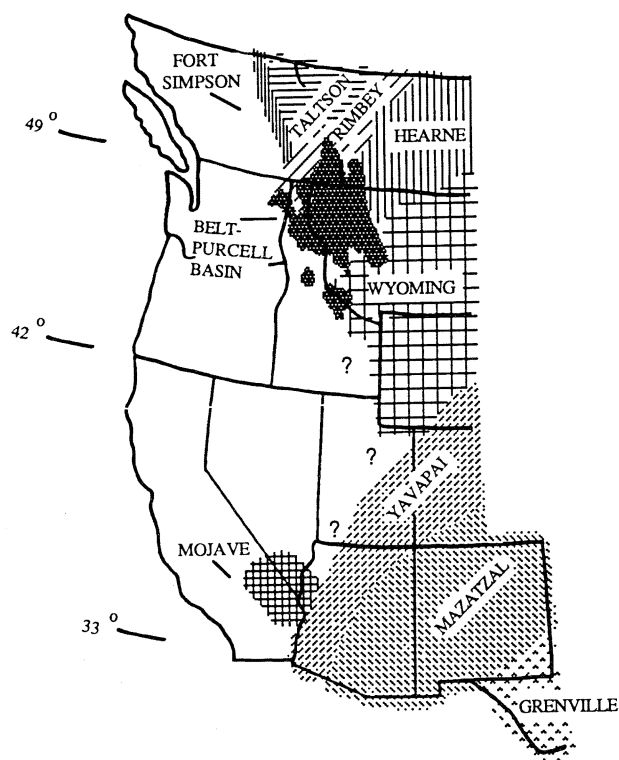 FORT
SIMPSON
TALTSON
RIMBEY
HEARNE
49 o
BELT-
PURCELL
BASIN
WYOMING
42 o
?
?
YAVAPAI
?
MOJAVE
MAZATZAL
33 o
GRENVILLE